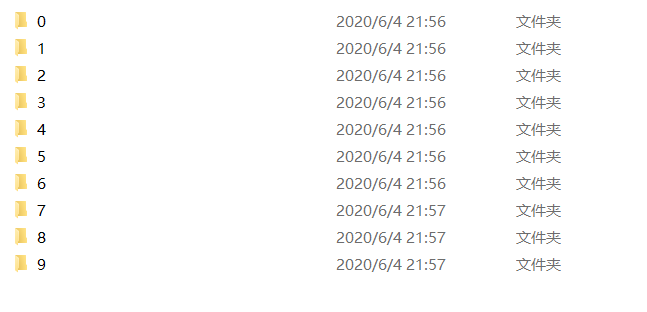 0 2020/6/4 21:56 文件夹
1 2020/6/4 21:56 文件夹
2 2020/6/4 21:56 文件夹
3 2020/6/4 21:56 文件夹
4 2020/6/4 21:56 文件夹
5 2020/6/4 21:56 文件夹
6 2020/6/4 21:56 文件夹
7 2020/6/4 21:57 文件夹
8 2020/6/4 21:57 文件夹
9 2020/6/4 21:57 文件夹